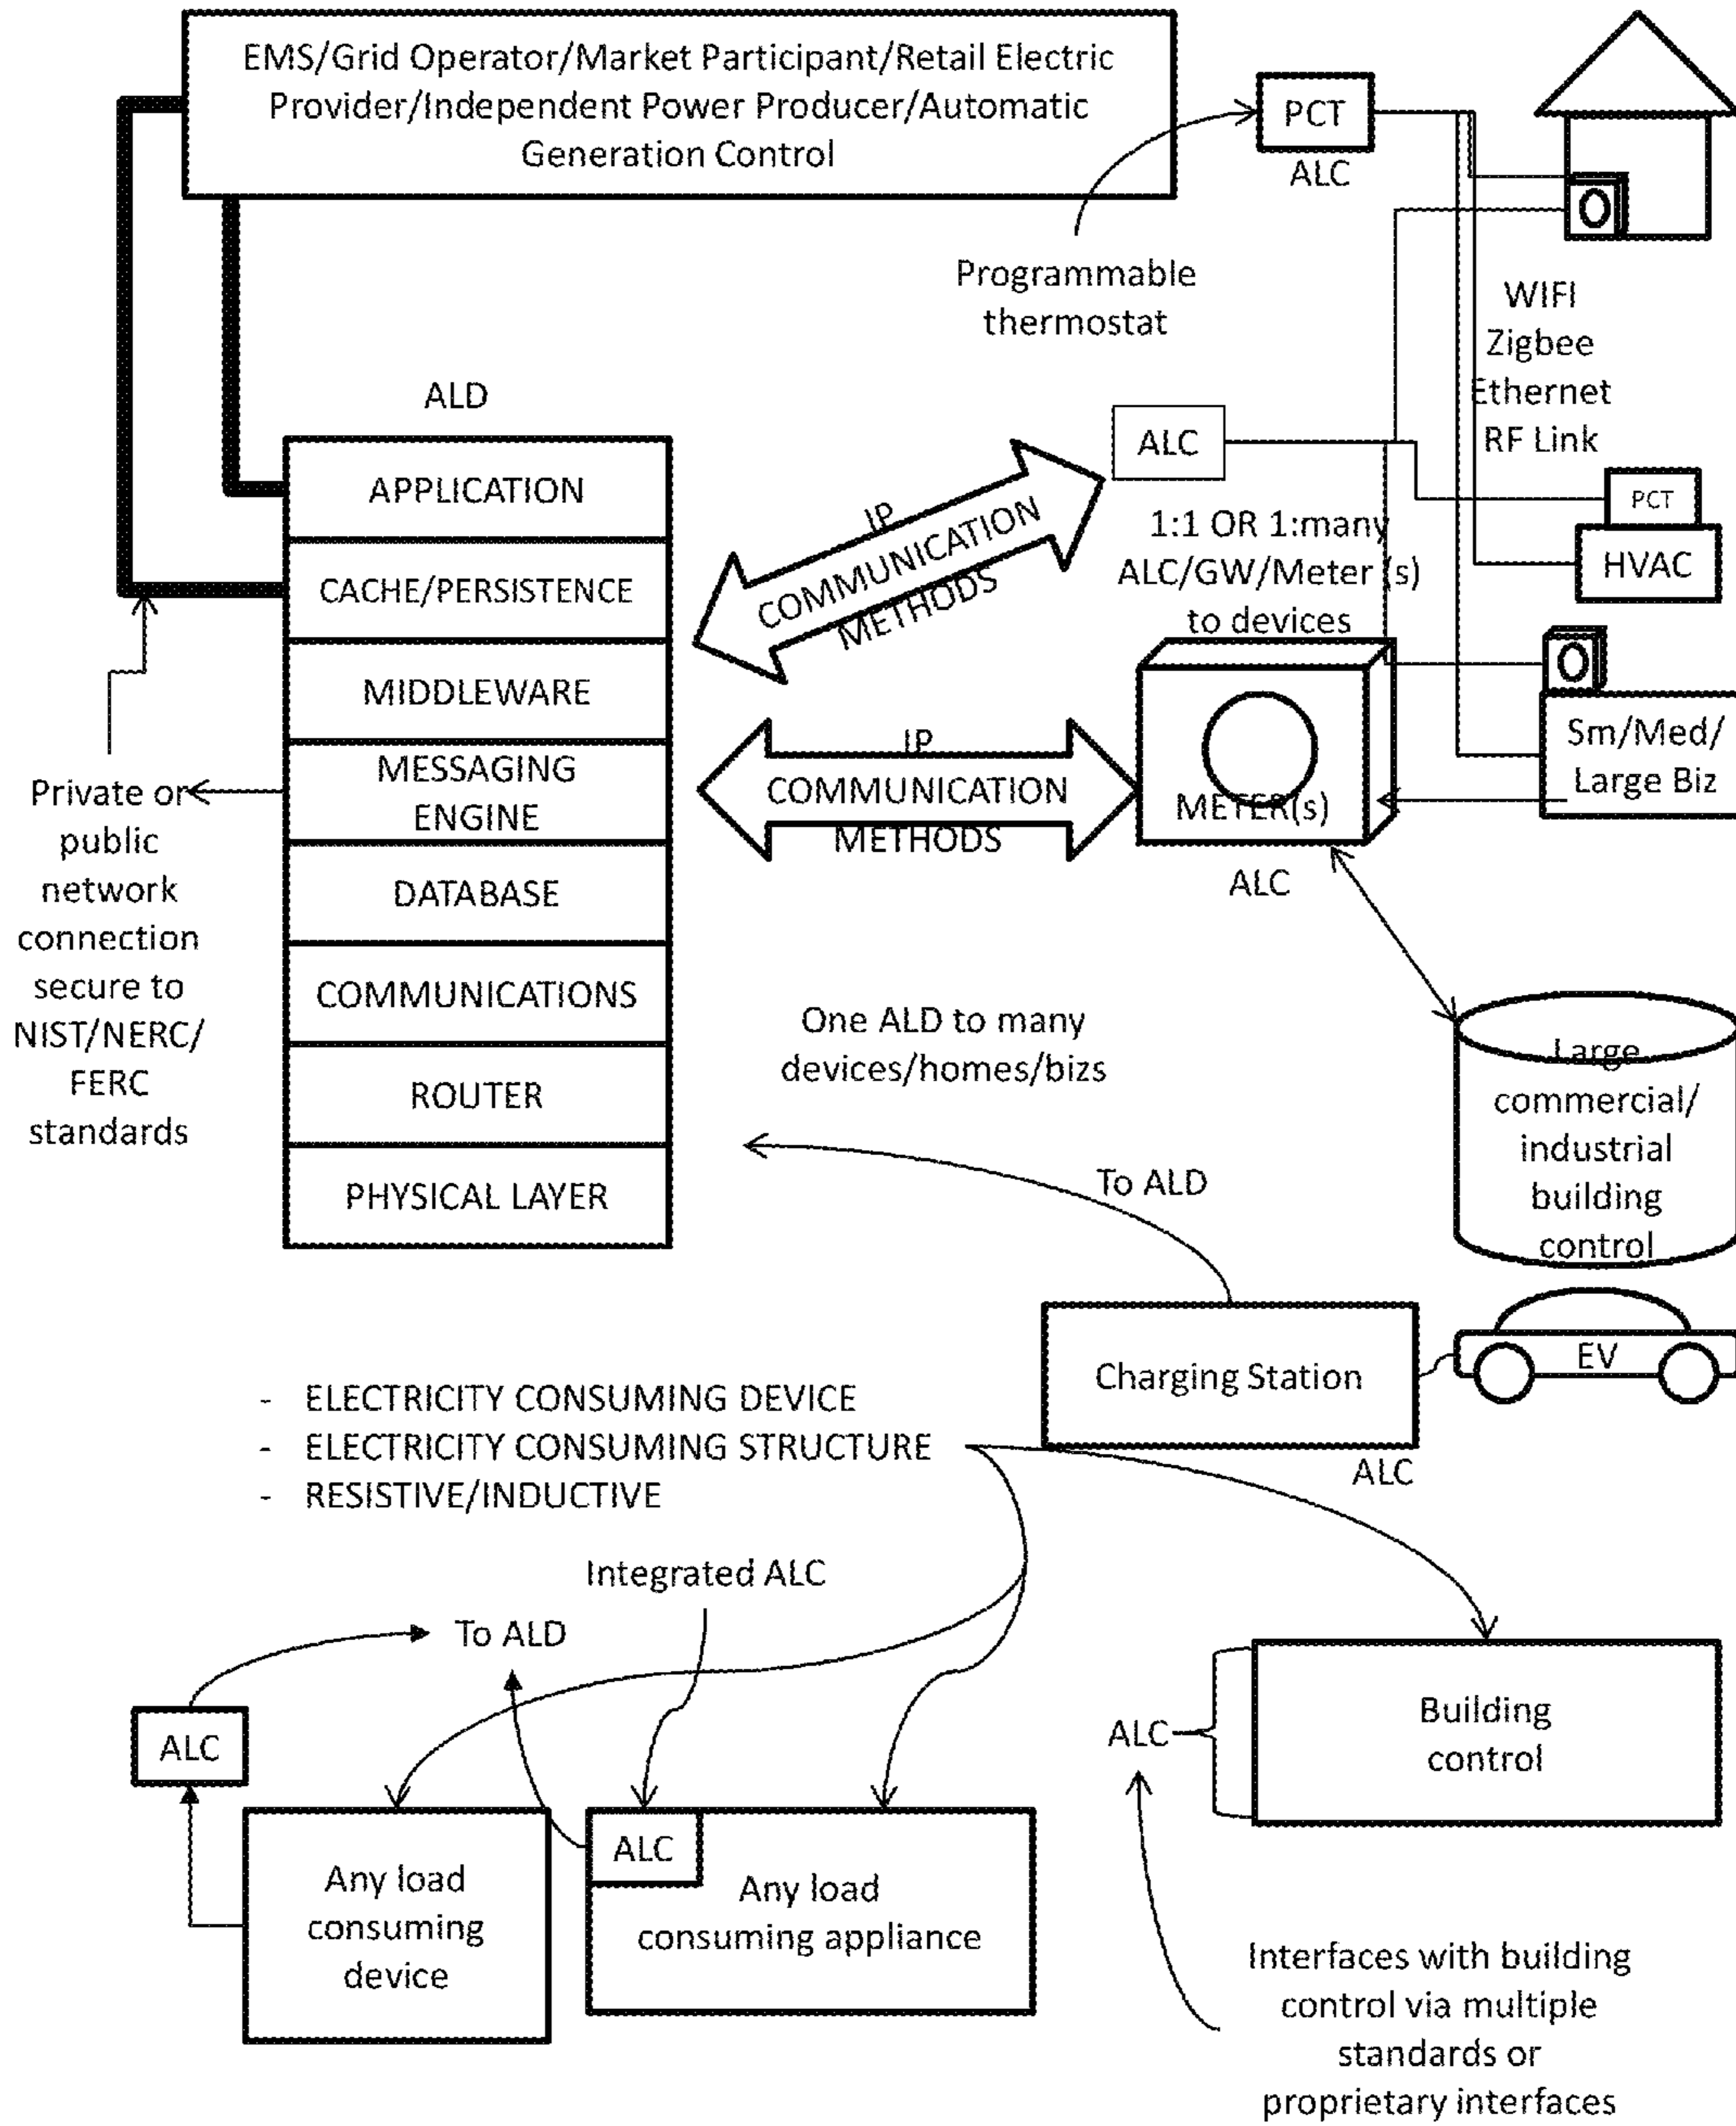 EMS/Grid Operator/Market Participant/Retail Electric
Provider/Independent Power Producer/Automatic
Generation Control
PCT
ALC
Programmable
thermostat
WIFI
Zigbee
Ethernet
RF Link
ALD
APPLICATION
CACHE/PERSISTENCE
MIDDLEWARE
MESSAGING
ENGINE
DATABASE
COMMUNICATIONS
ROUTER
PHYSICAL LAYER
Private or
public
network
connection
secure to
NIST/NERC/
FERC
standards
IP
COMMUNICATION
METHODS
ALC
1:1 OR 1:many
ALC/GW/Meter (s)
to devices
PCT
HVAC
IP
COMMUNICATION
METHODS
METER(s)
ALC
Sm/Med/
Large Biz
One ALD to many
devices/homes/bizs
Large
commercial/
industrial
building
control
To ALD
Charging Station
ALC
EV
- ELECTRICITY CONSUMING DEVICE
- ELECTRICITY CONSUMING STRUCTURE
- RESISTIVE/INDUCTIVE
Integrated ALC
To ALD
ALC
Any load
consuming
device
ALC
Any load
consuming appliance
ALC
Building
control
Interfaces with building
control via multiple
standards or
proprietary interfaces